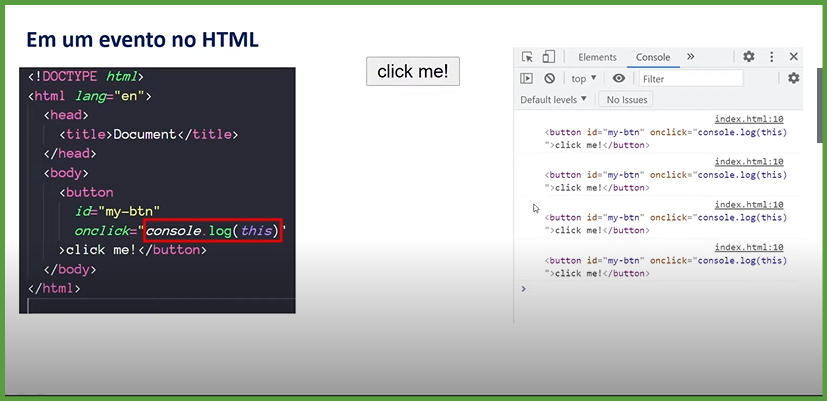 Em um evento no HTML
<!DOCTYPE html>
<html lang="en">
<head>
<title>Document</title>
</head>
<body>
<button
id="my-btn"
onclick="console.log(this)"
>click me!</button>
</body>
</html>
click me!
Elements Console »
top Filter
Default levels No Issues
index.html:10
<button id="my-btn" onclick="console.log(this)
">click me!</button>
index.html:10
<button id="my-btn" onclick="console.log(this)
">click me!</button>
index.html:10
<button id="my-btn" onclick="console.log(this)
">click me!</button>
index.html:10
<button id="my-btn" onclick="console.log(this)
">click me!</button>
>